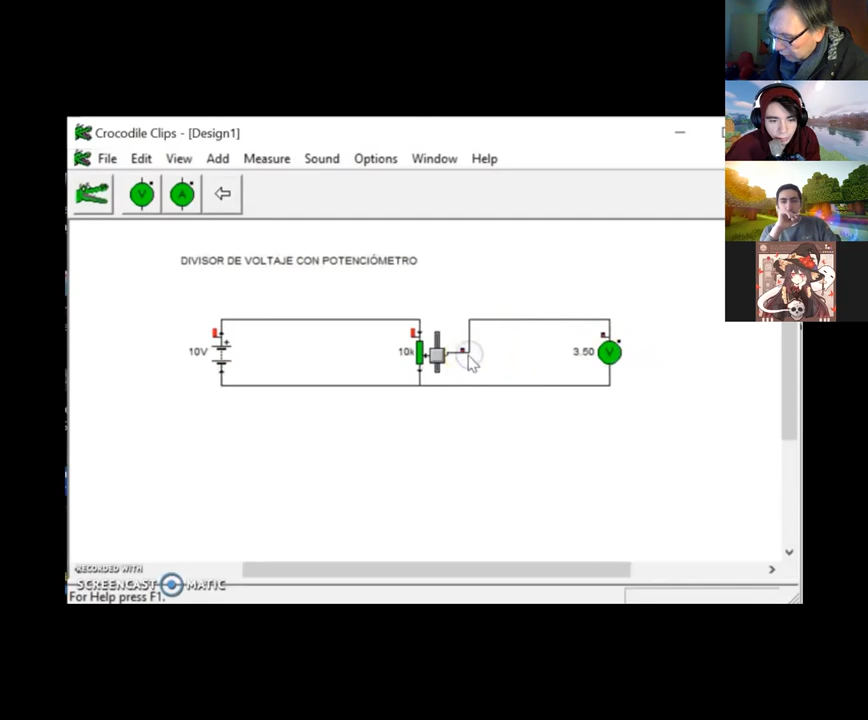 Crocodile Clips - [Design1]
File Edit View Add Measure Sound Options Window Help
V A
DIVISOR DE VOLTAJE CON POTENCIÓMETRO
10V
10k
3.50 V
RECORDED WITH
SCREENCAST MATIC
For Help press F1.